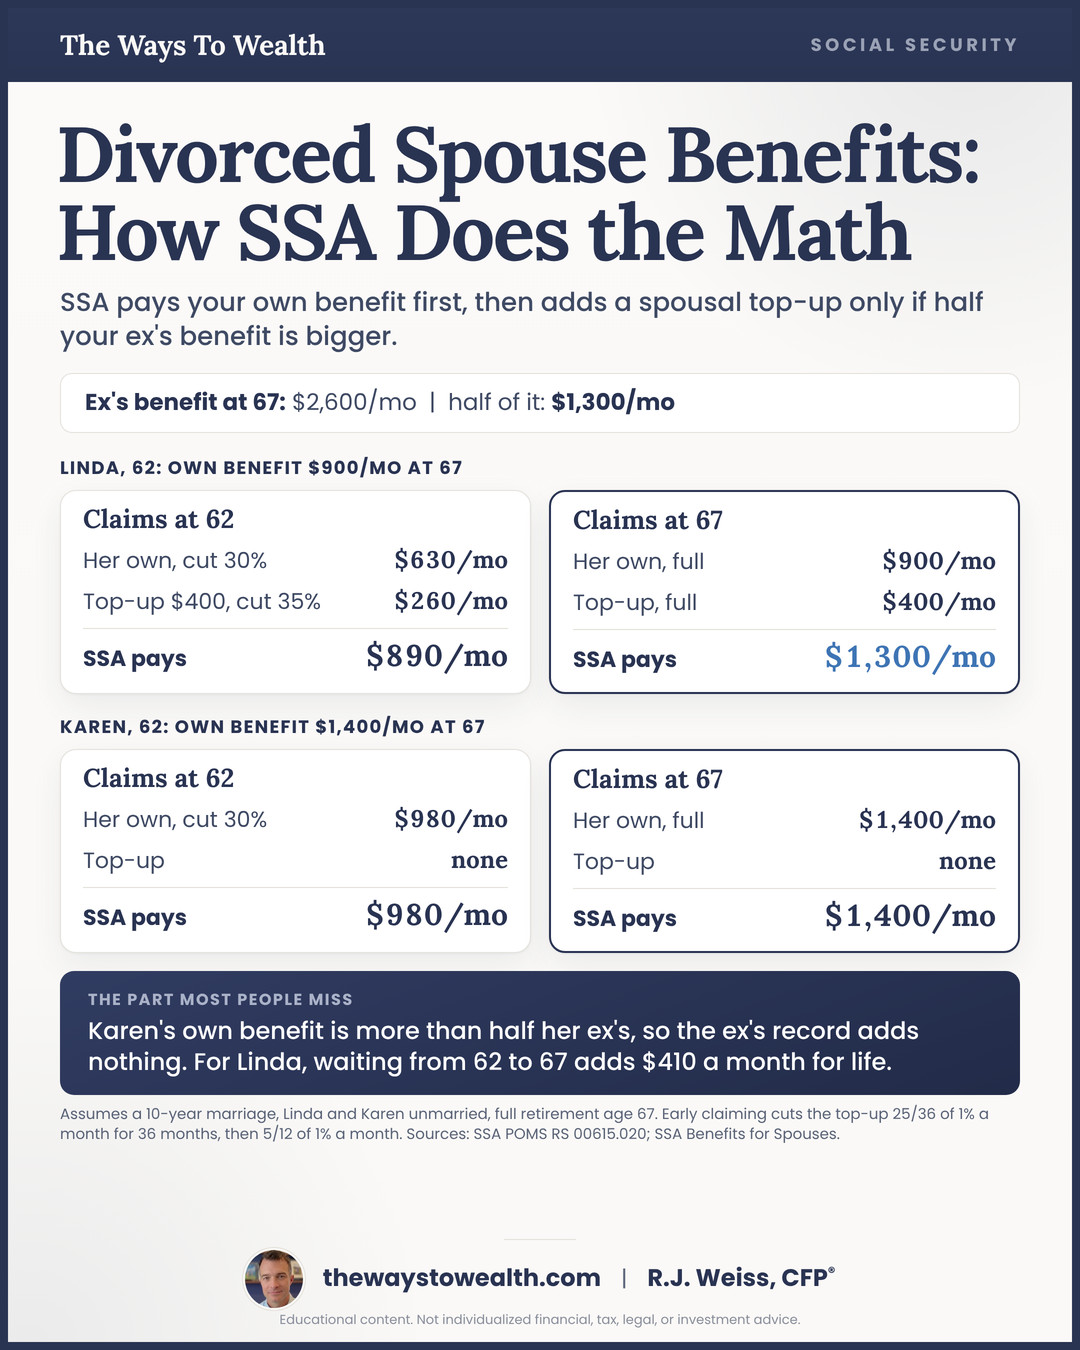 The Ways To Wealth
SOCIAL SECURITY
Divorced Spouse Benefits:
How SSA Does the Math
SSA pays your own benefit first, then adds a spousal top-up only if half
your ex's benefit is bigger.
Ex's benefit at 67: $2,600/mo | half of it: $1,300/mo
LINDA, 62: OWN BENEFIT $900/MO AT 67
Claims at 62
Her own, cut 30% $630/mo
Top-up $400, cut 35% $260/mo
SSA pays $890/mo
Claims at 67
Her own, full $900/mo
Top-up, full $400/mo
SSA pays $1,300/mo
KAREN, 62: OWN BENEFIT $1,400/MO AT 67
Claims at 62
Her own, cut 30% $980/mo
Top-up none
SSA pays $980/mo
Claims at 67
Her own, full $1,400/mo
Top-up none
SSA pays $1,400/mo
THE PART MOST PEOPLE MISS
Karen's own benefit is more than half her ex's, so the ex's record adds
nothing. For Linda, waiting from 62 to 67 adds $410 a month for life.
Assumes a 10-year marriage, Linda and Karen unmarried, full retirement age 67. Early claiming cuts the top-up 25/36 of 1% a
month for 36 months, then 5/12 of 1% a month. Sources: SSA POMS RS 00615.020; SSA Benefits for Spouses.
thewaystowealth.com | R.J. Weiss, CFP®
Educational content. Not individualized financial, tax, legal, or investment advice.